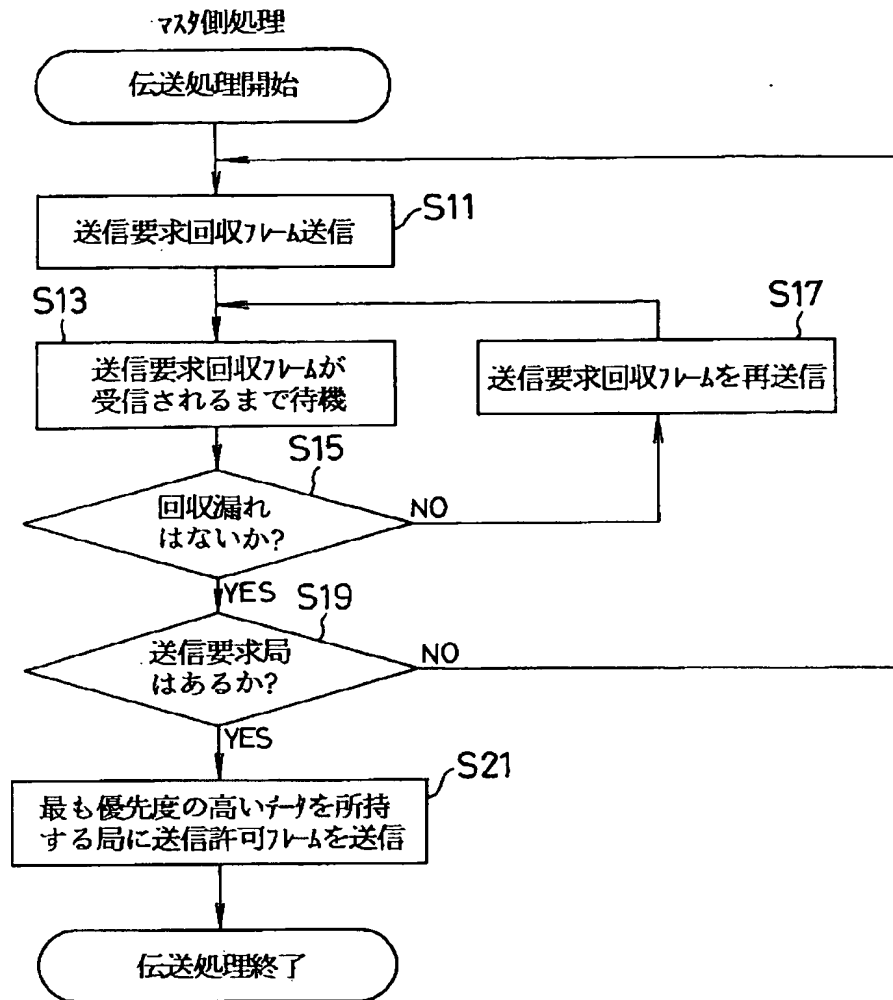 マスタ側処理
伝送処理開始
S11
送信要求回収フレーム送信
S13
S17
送信要求回収フレームが
受信されるまで待機
送信要求回収フレームを再送信
S15
回収漏れ
はないか?
NO
YES
S19
送信要求局
はあるか?
NO
YES
S21
最も優先度の高いデータを所持
する局に送信許可フレームを送信
伝送処理終了